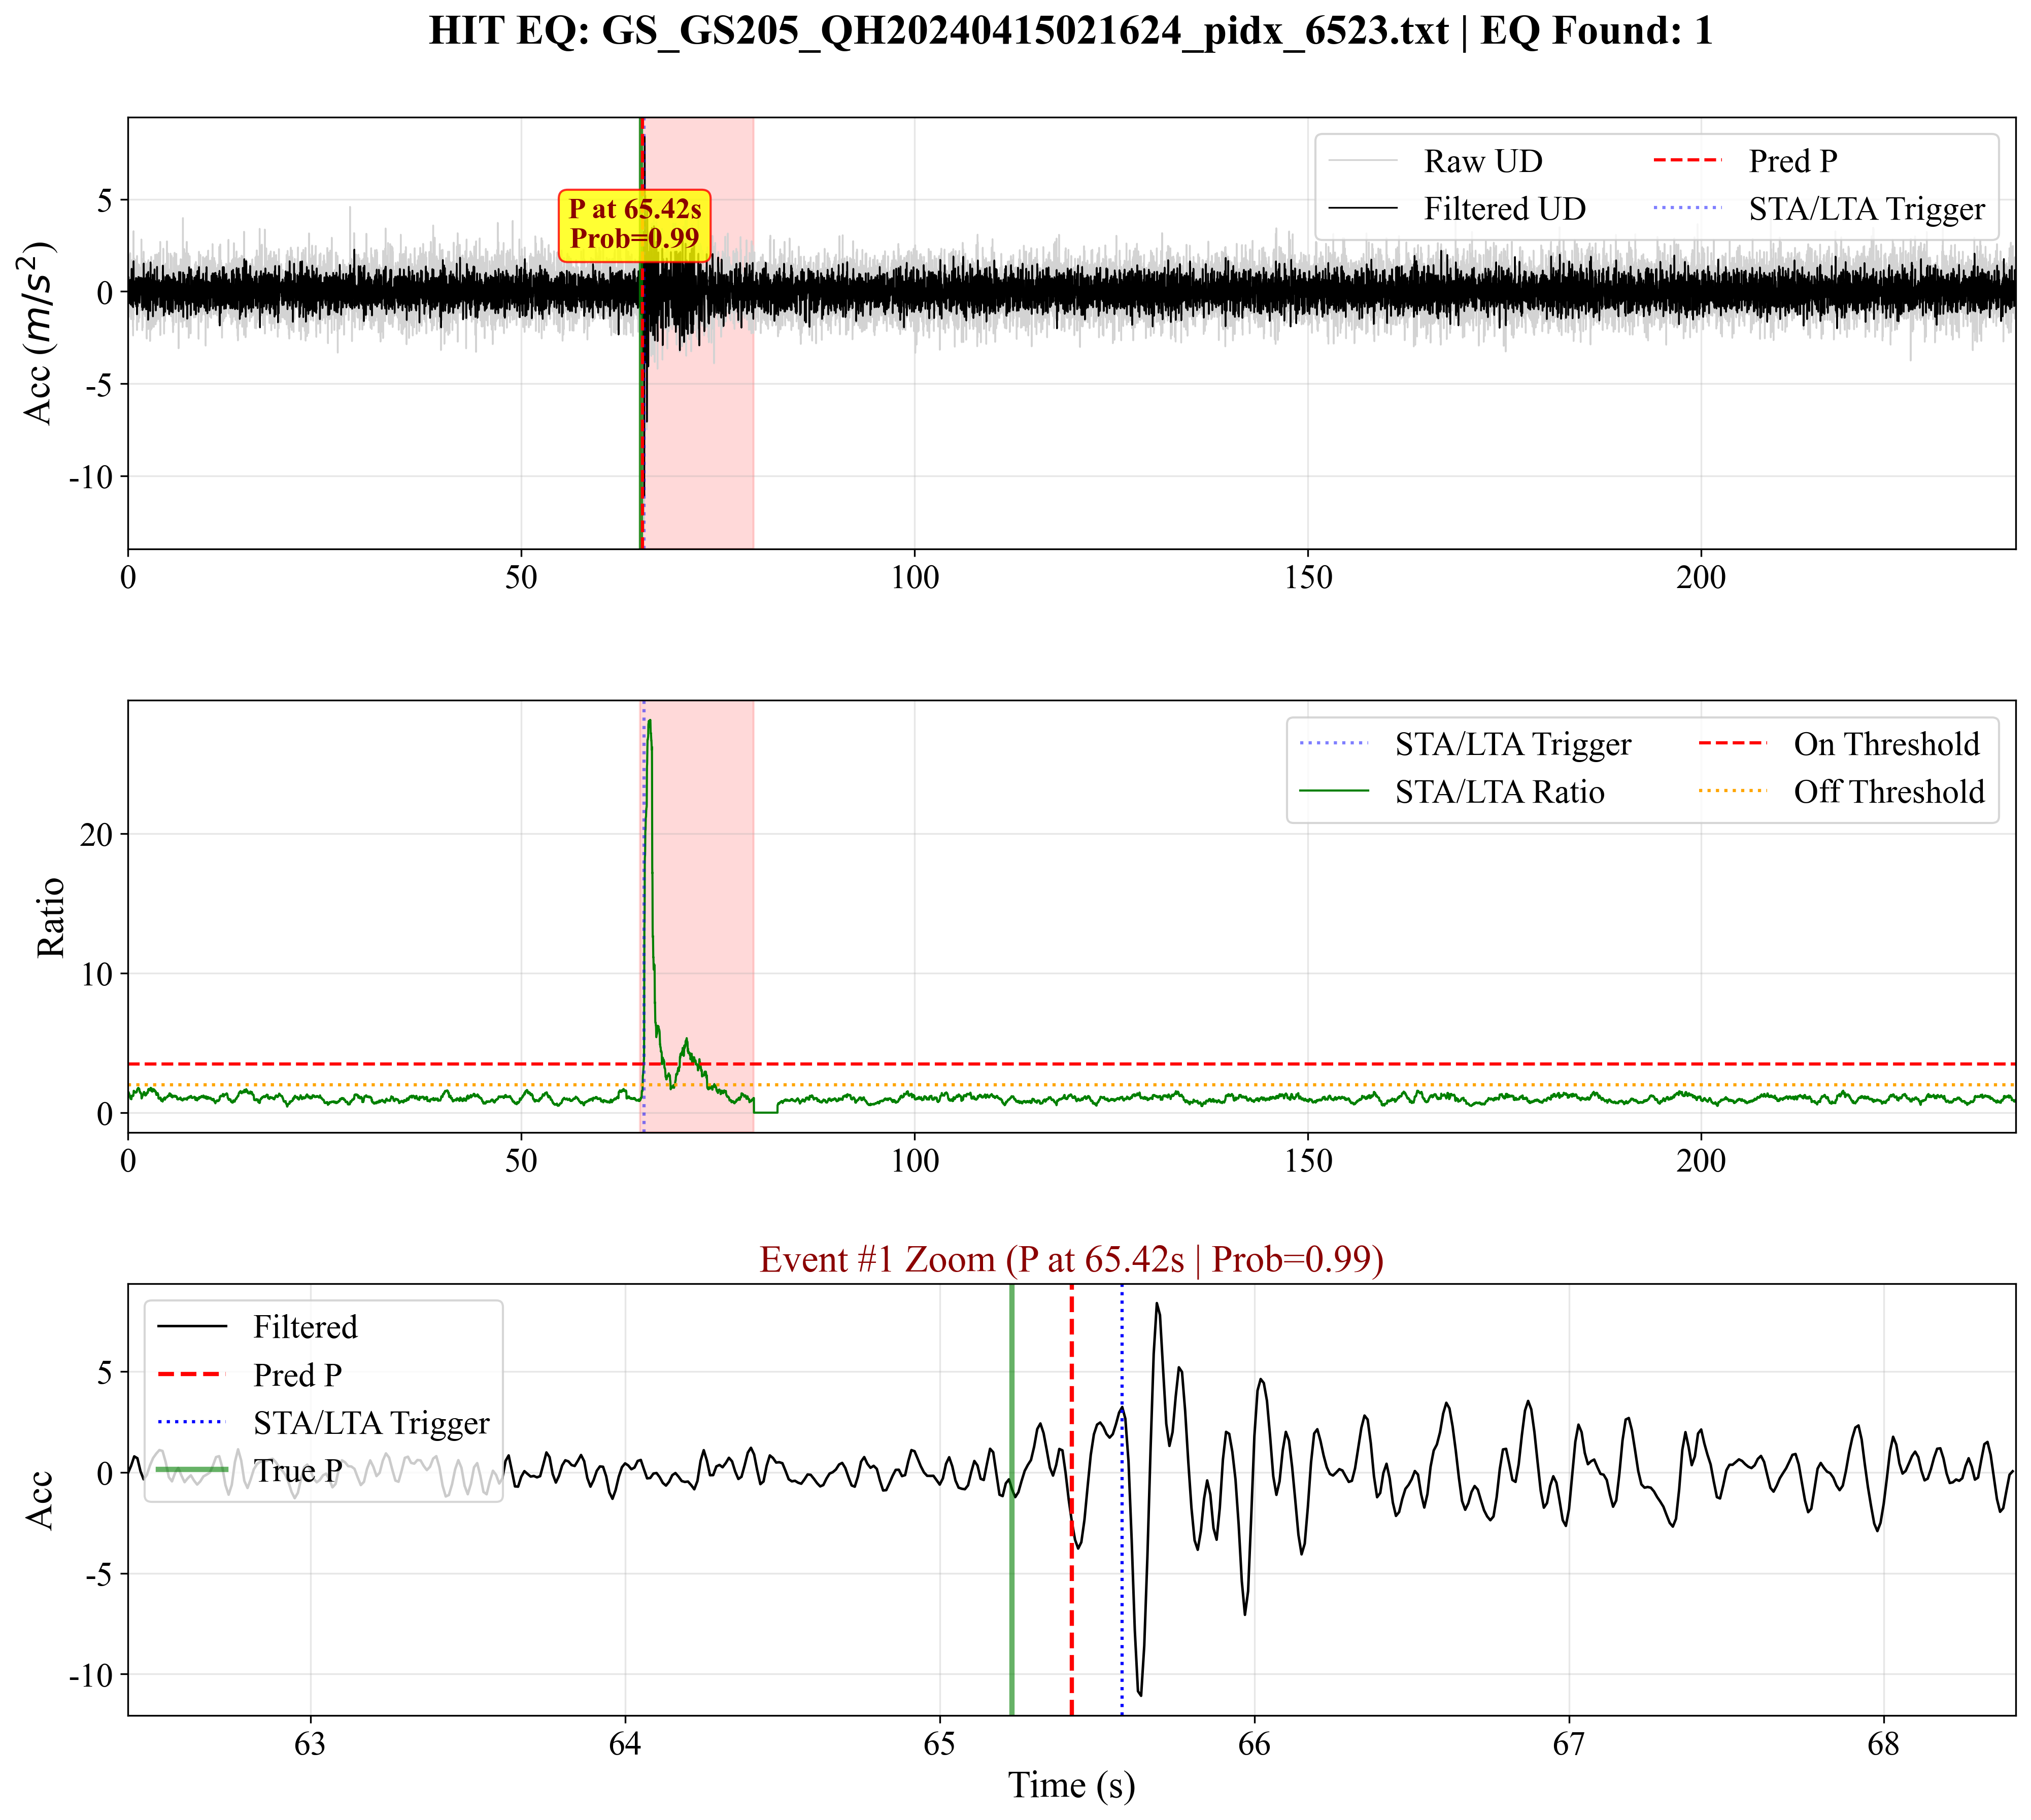 HIT EQ: GS_GS205_QH20240415021624_pidx_6523.txt | EQ Found: 1
Acc (m/s²)
5
0
-5
-10
P at 65.42s
Prob=0.99
Raw UD
Filtered UD
Pred P
STA/LTA Trigger
0 50 100 150 200
Ratio
20
10
0
STA/LTA Trigger
STA/LTA Ratio
On Threshold
Off Threshold
0 50 100 150 200
Event #1 Zoom (P at 65.42s | Prob=0.99)
Acc
5
0
-5
-10
Filtered
Pred P
STA/LTA Trigger
True P
63 64 65 66 67 68
Time (s)